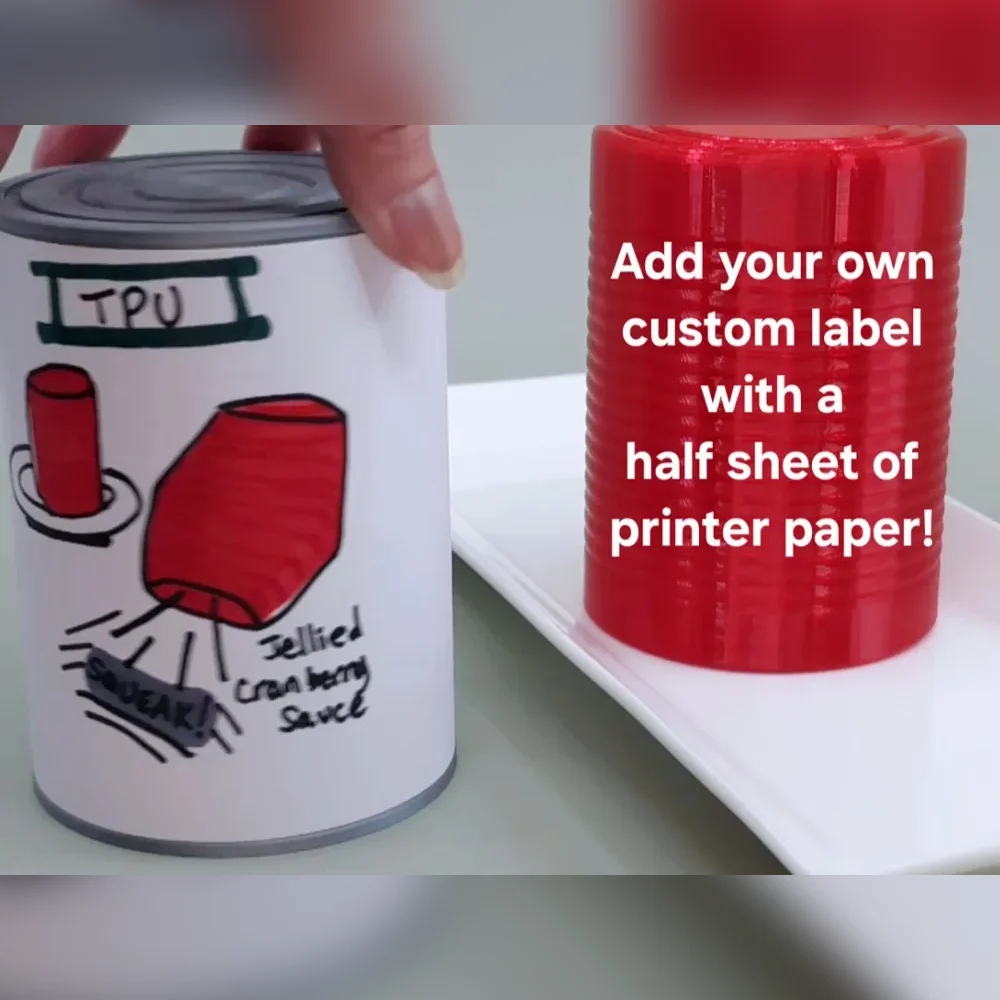 TPU
SQUEAK!
Jellied
Cranberry
Sauce
Add your own
custom label
with a
half sheet of
printer paper!